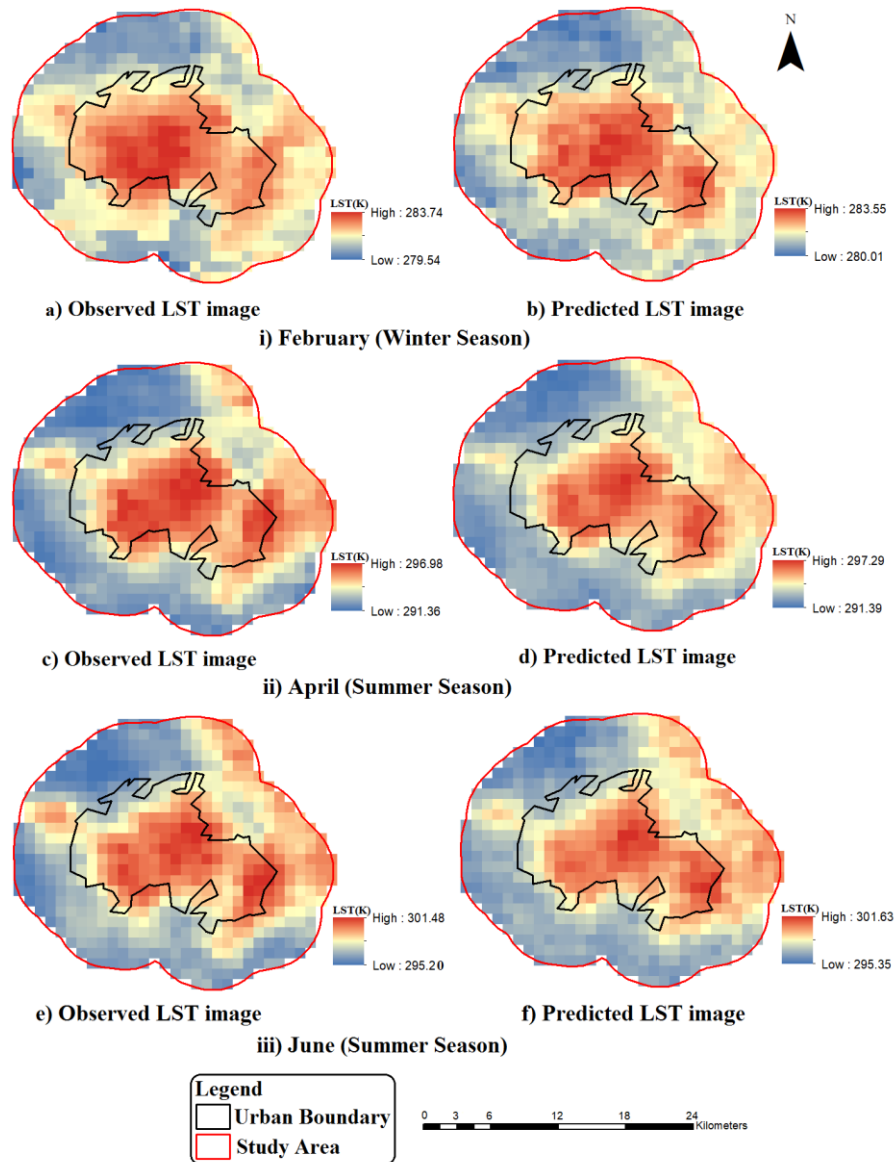 N
LST(K)
High : 283.74
Low : 279.54
LST(K)
High : 283.55
Low : 280.01
a) Observed LST image
b) Predicted LST image
i) February (Winter Season)
LST(K)
High : 296.98
Low : 291.36
LST(K)
High : 297.29
Low : 291.39
c) Observed LST image
d) Predicted LST image
ii) April (Summer Season)
LST(K)
High : 301.48
Low : 295.20
LST(K)
High : 301.63
Low : 295.35
e) Observed LST image
f) Predicted LST image
iii) June (Summer Season)
Legend
Urban Boundary
Study Area
0 3 6 12 18 24
Kilometers